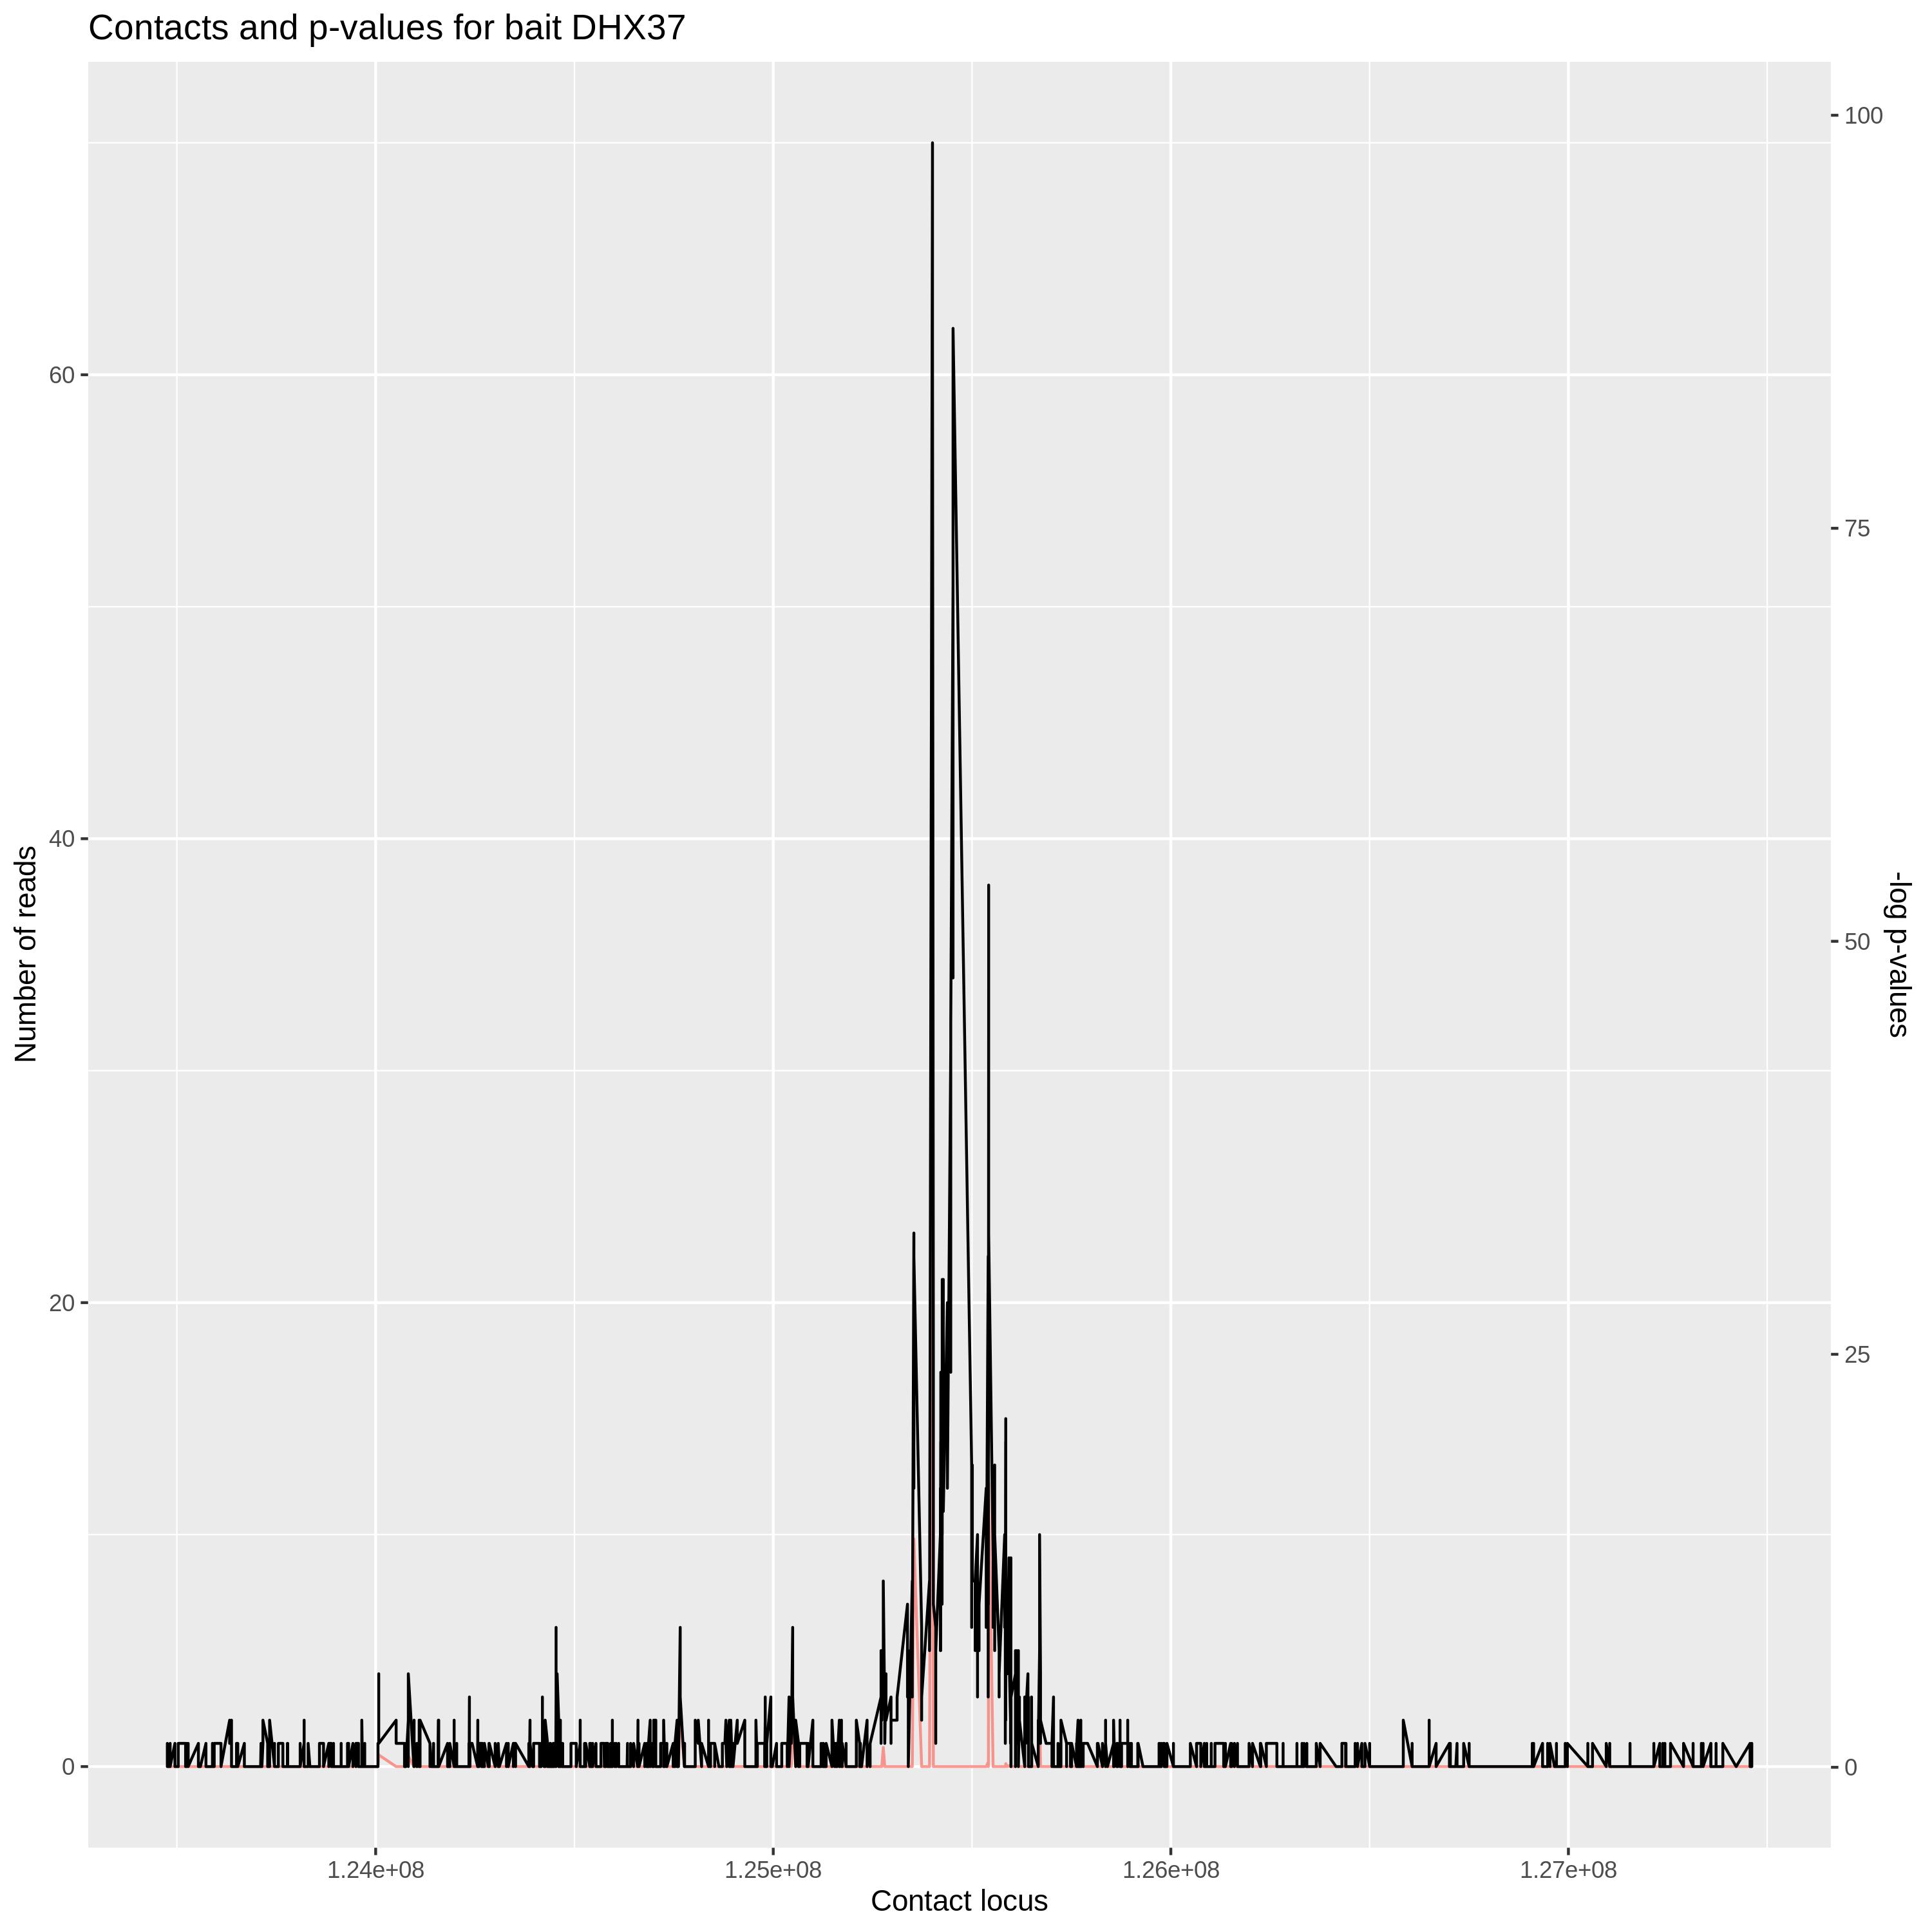 Contacts and p-values for bait DHX37
Number of reads
60
40
20
0
100
75
50
25
0
-log p-values
1.24e+08
1.25e+08
1.26e+08
1.27e+08
Contact locus